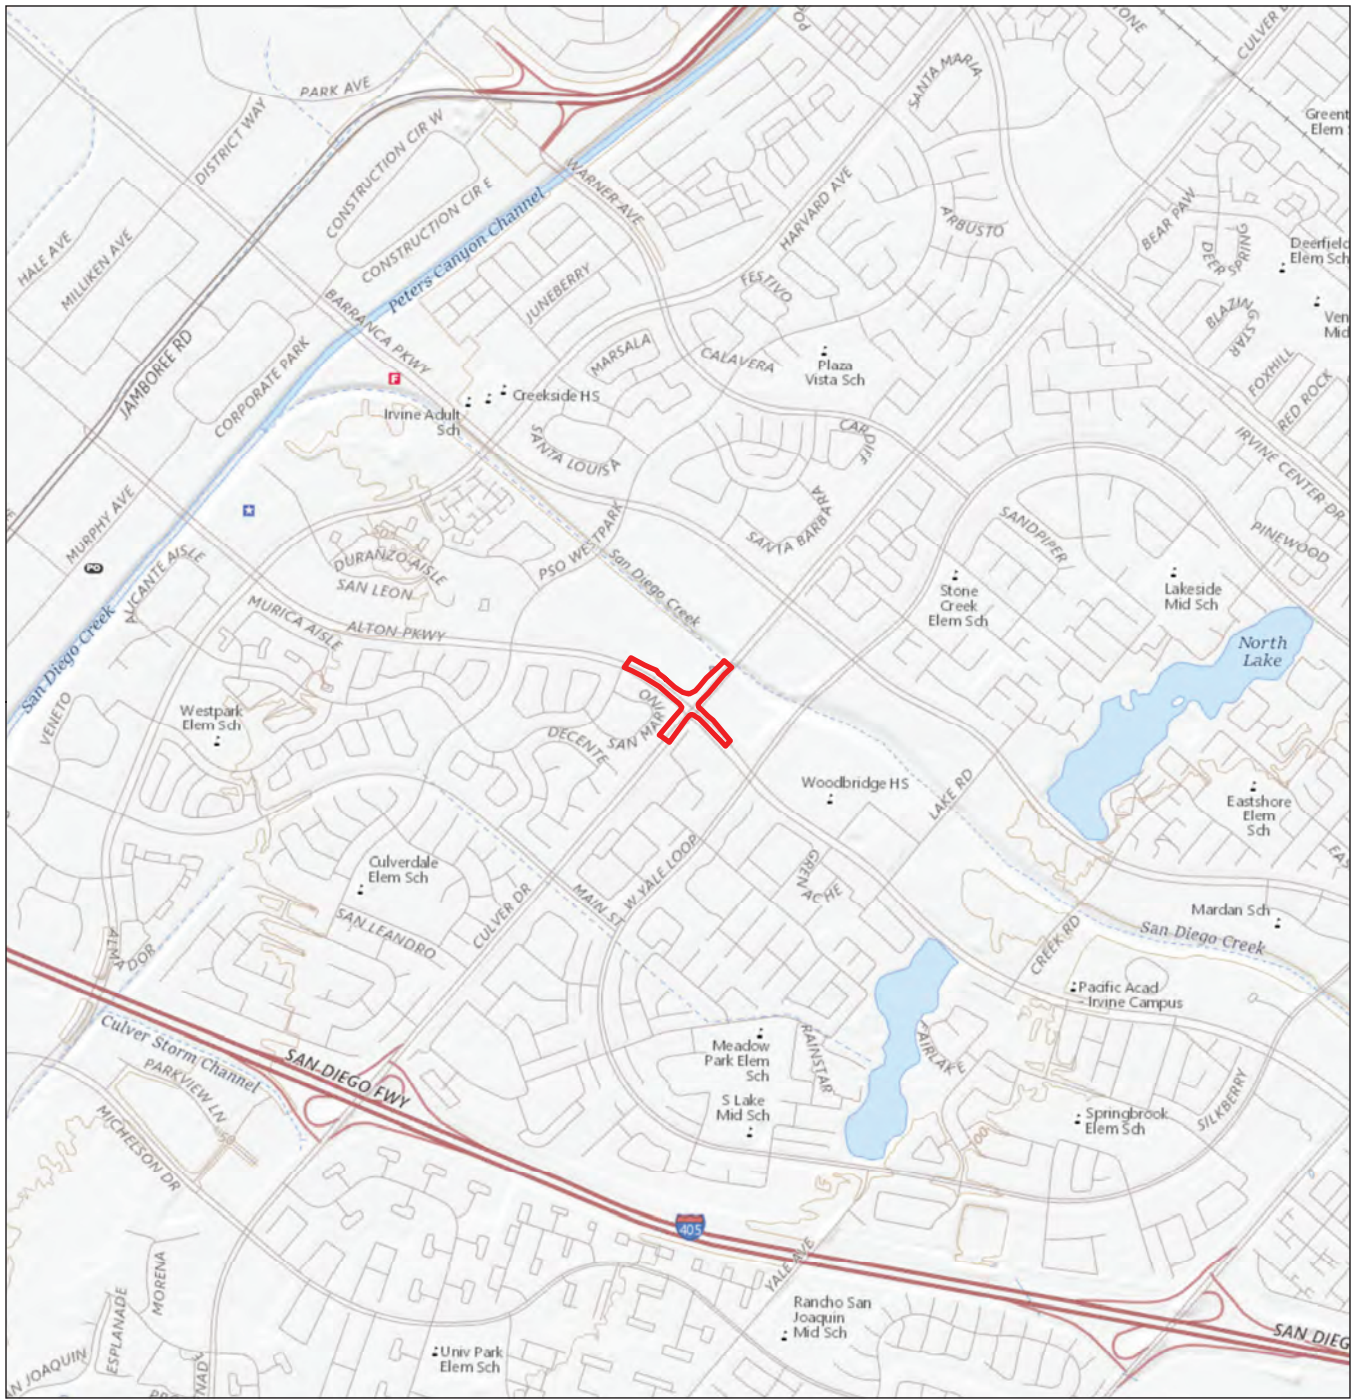 PARK AVE
DISTRICT WAY
CONSTRUCTION CIR W
CONSTRUCTION CIR E
SANTA MARIA
CULVER D
Greent
Elem S
WARNER AVE
HARVARD AVE
ARBUSTO
BEAR PAW
DEER SPRING
Deerfield
Elem Sch
HALE AVE
MILLIKEN AVE
Peters Canyon Channel
JUNEBERRY
FESTIVO
BLAZING STAR
Ven
Mid
BARRANCA PKWY
JAMBOREE RD
CORPORATE PARK
MARSALA
CALAVERA
Plaza
Vista Sch
FOXHILL
RED ROCK
F
Creekside HS
Irvine Adult
Sch
SANTA LOUISA
CARDIFF
IRVINE CENTER DR
SANTA BARBARA
SANDPIPER
PINEWOOD
MURPHY AVE
PO
ALICANTE AISLE
DURANZO AISLE
SAN LEON
PSO WESTPARK
San Diego Creek
Stone
Creek
Elem Sch
Lakeside
Mid Sch
MURICA AISLE
ALTON PKWY
North
Lake
San Diego Creek
VENETO
Westpark
Elem Sch
SAN MARINO
DECENTE
Woodbridge HS
LAKE RD
Eastshore
Elem
Sch
EAS
Culverdale
Elem Sch
W YALE LOOP
GREEN
ACHE
MAIN ST
CULVER DR
SAN LEANDRO
Mardan Sch
San Diego Creek
ALMADOR
CREEK RD
Pacific Acad
- Irvine Campus
Culver Storm Channel
SAN DIEGO FWY
Meadow
Park Elem
Sch
RAINSTAR
FAIRLAKE
PARKVIEW LN
S Lake
Mid Sch
Springbrook
Elem Sch
SILKBERRY
MICHELSON DR
405
YALE AVE
MORENA
ESPLANADE
Rancho San
Joaquin
Mid Sch
SAN DIEG
N JOAQUIN
Univ Park
Elem Sch